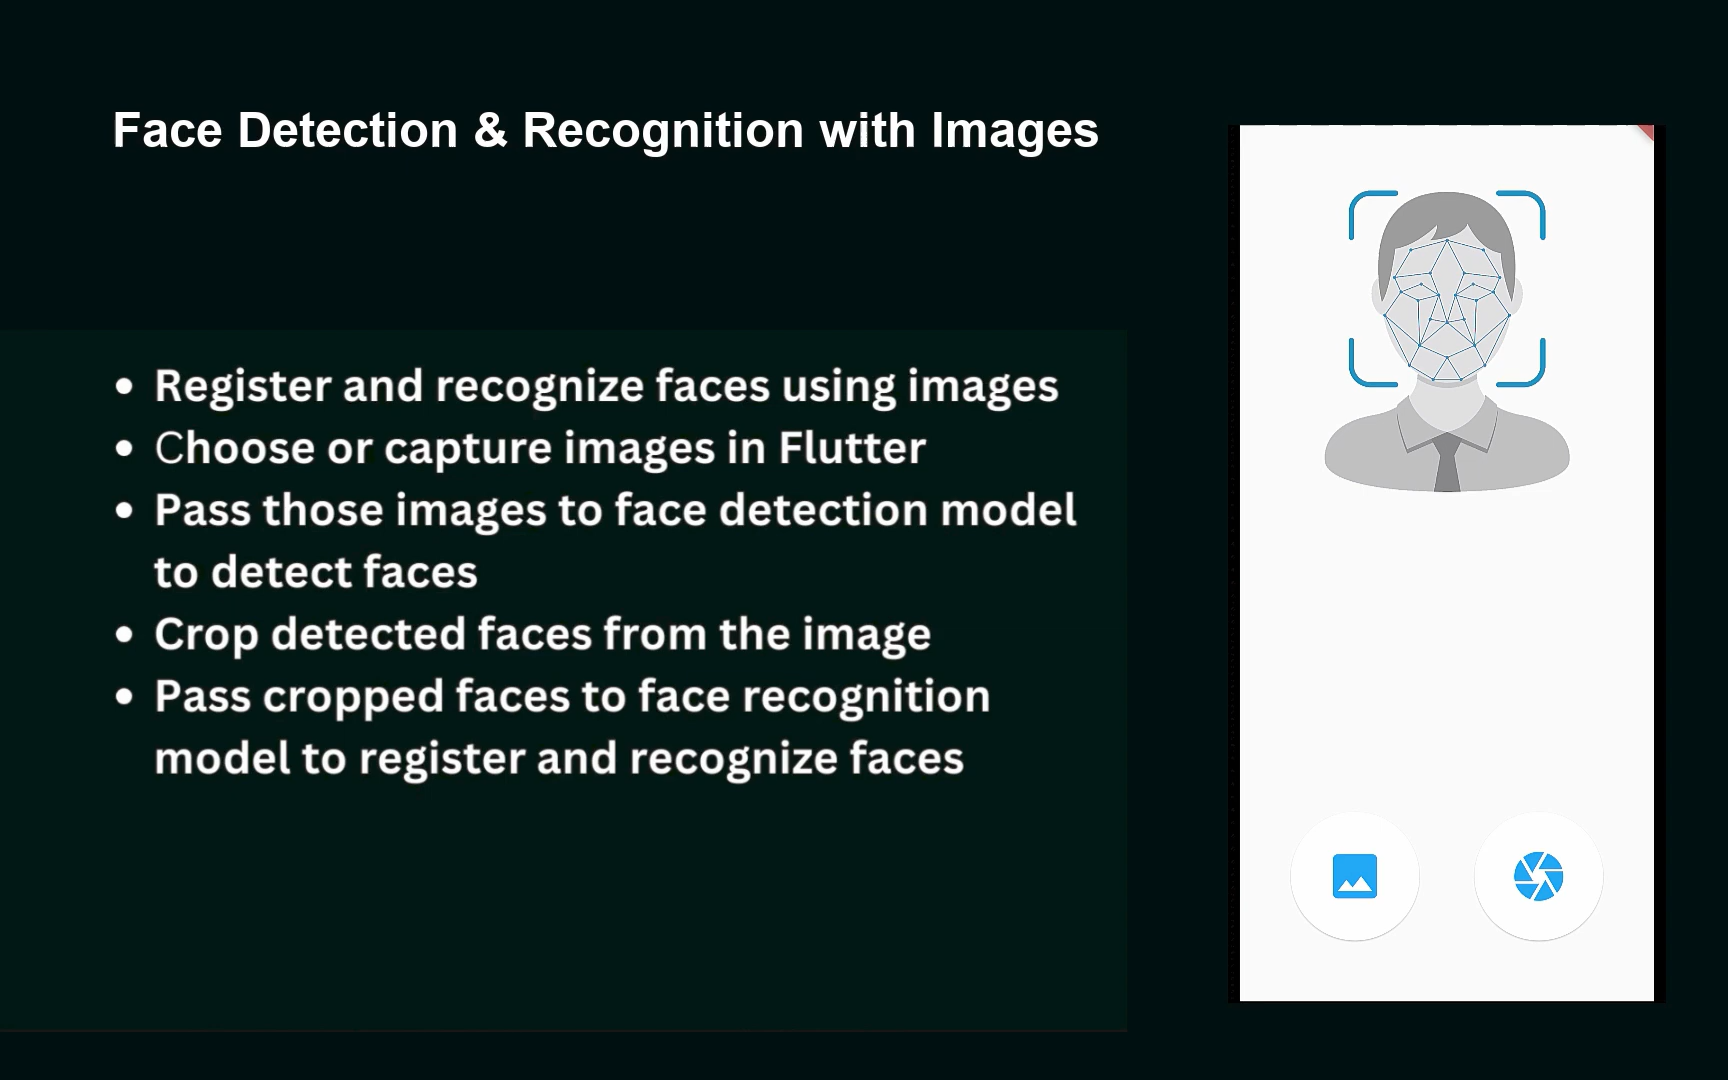 Face Detection & Recognition with Images
• Register and recognize faces using images
• Choose or capture images in Flutter
• Pass those images to face detection model
to detect faces
• Crop detected faces from the image
• Pass cropped faces to face recognition
model to register and recognize faces